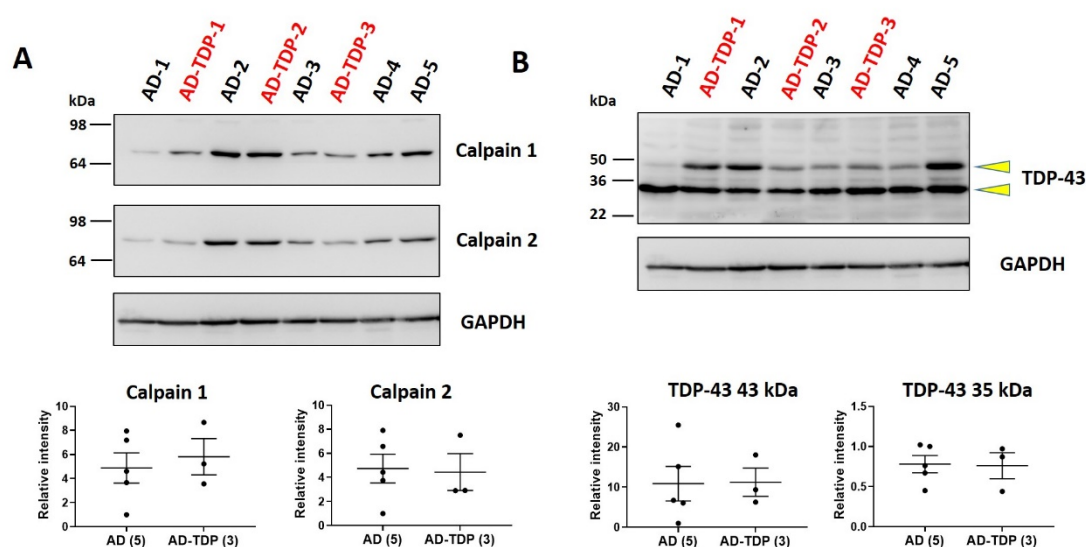 A
AD-1
AD-TDP-1
AD-2
AD-TDP-2
AD-3
AD-TDP-3
AD-4
AD-5
kDa
98
64
Calpain 1
98
64
Calpain 2
GAPDH
Calpain 1
Relative intensity
10
8
6
4
2
0
AD (5) AD-TDP (3)
Calpain 2
Relative intensity
10
8
6
4
2
0
AD (5) AD-TDP (3)
B
AD-1
AD-TDP-1
AD-2
AD-TDP-2
AD-3
AD-TDP-3
AD-4
AD-5
kDa
50
36
22
TDP-43
GAPDH
TDP-43 43 kDa
Relative intensity
30
20
10
0
AD (5) AD-TDP (3)
TDP-43 35 kDa
Relative intensity
1.5
1.0
0.5
0.0
AD (5) AD-TDP (3)